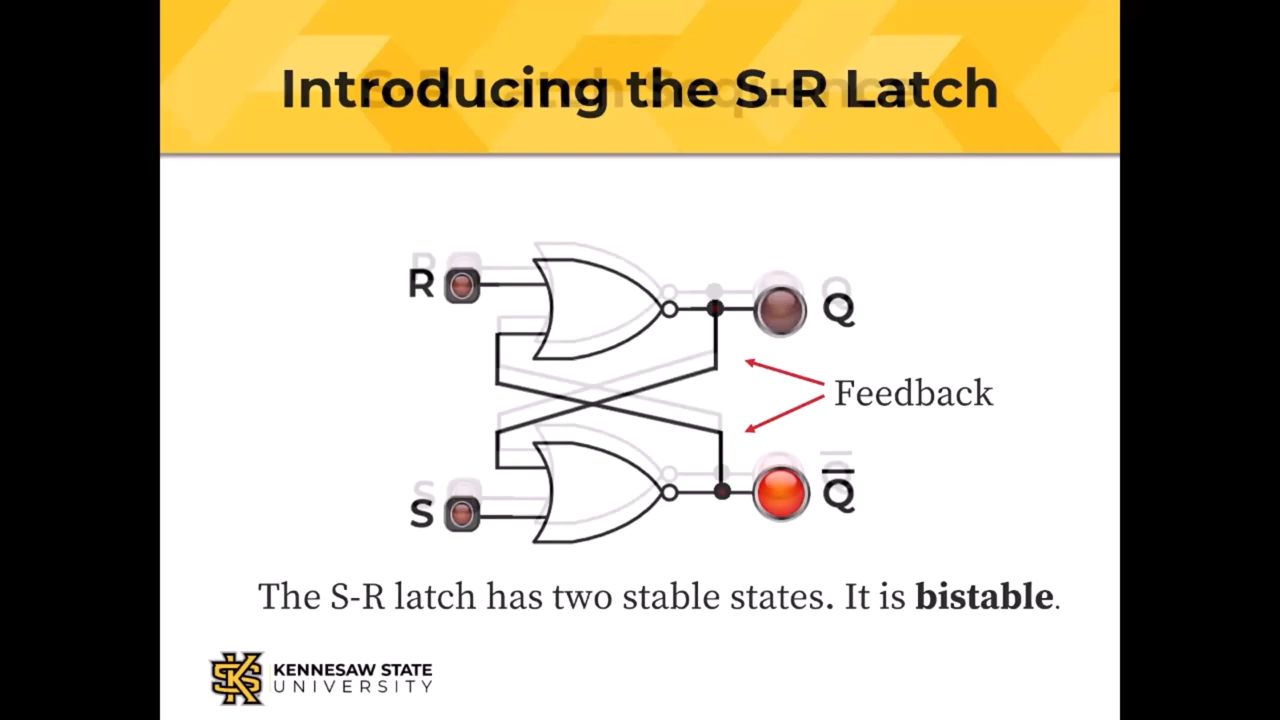 Introducing the S-R Latch
R
Q
Feedback
S
Q
The S-R latch has two stable states. It is bistable.
KENNESAW STATE
UNIVERSITY